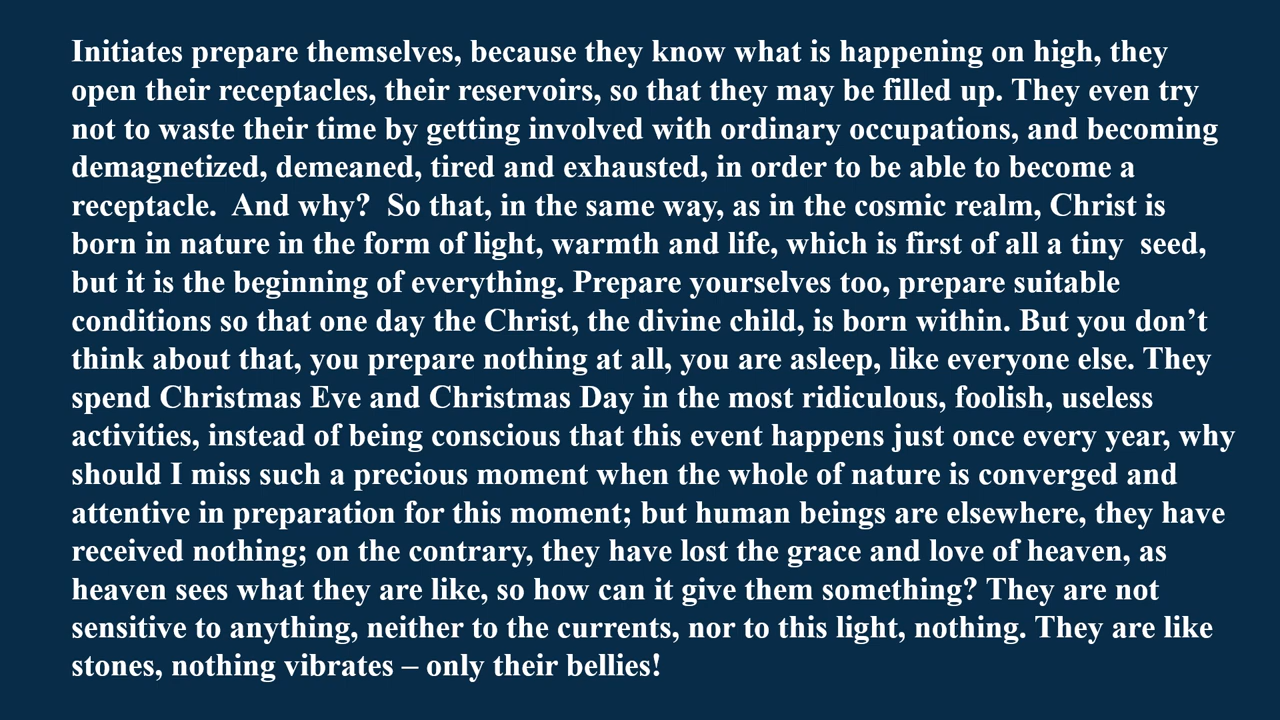 Initiates prepare themselves, because they know what is happening on high, they
open their receptacles, their reservoirs, so that they may be filled up. They even try
not to waste their time by getting involved with ordinary occupations, and becoming
demagnetized, demeaned, tired and exhausted, in order to be able to become a
receptacle.  And why?  So that, in the same way, as in the cosmic realm, Christ is
born in nature in the form of light, warmth and life, which is first of all a tiny  seed,
but it is the beginning of everything. Prepare yourselves too, prepare suitable
conditions so that one day the Christ, the divine child, is born within. But you don’t
think about that, you prepare nothing at all, you are asleep, like everyone else. They
spend Christmas Eve and Christmas Day in the most ridiculous, foolish, useless
activities, instead of being conscious that this event happens just once every year, why
should I miss such a precious moment when the whole of nature is converged and
attentive in preparation for this moment; but human beings are elsewhere, they have
received nothing; on the contrary, they have lost the grace and love of heaven, as
heaven sees what they are like, so how can it give them something? They are not
sensitive to anything, neither to the currents, nor to this light, nothing. They are like
stones, nothing vibrates – only their bellies!